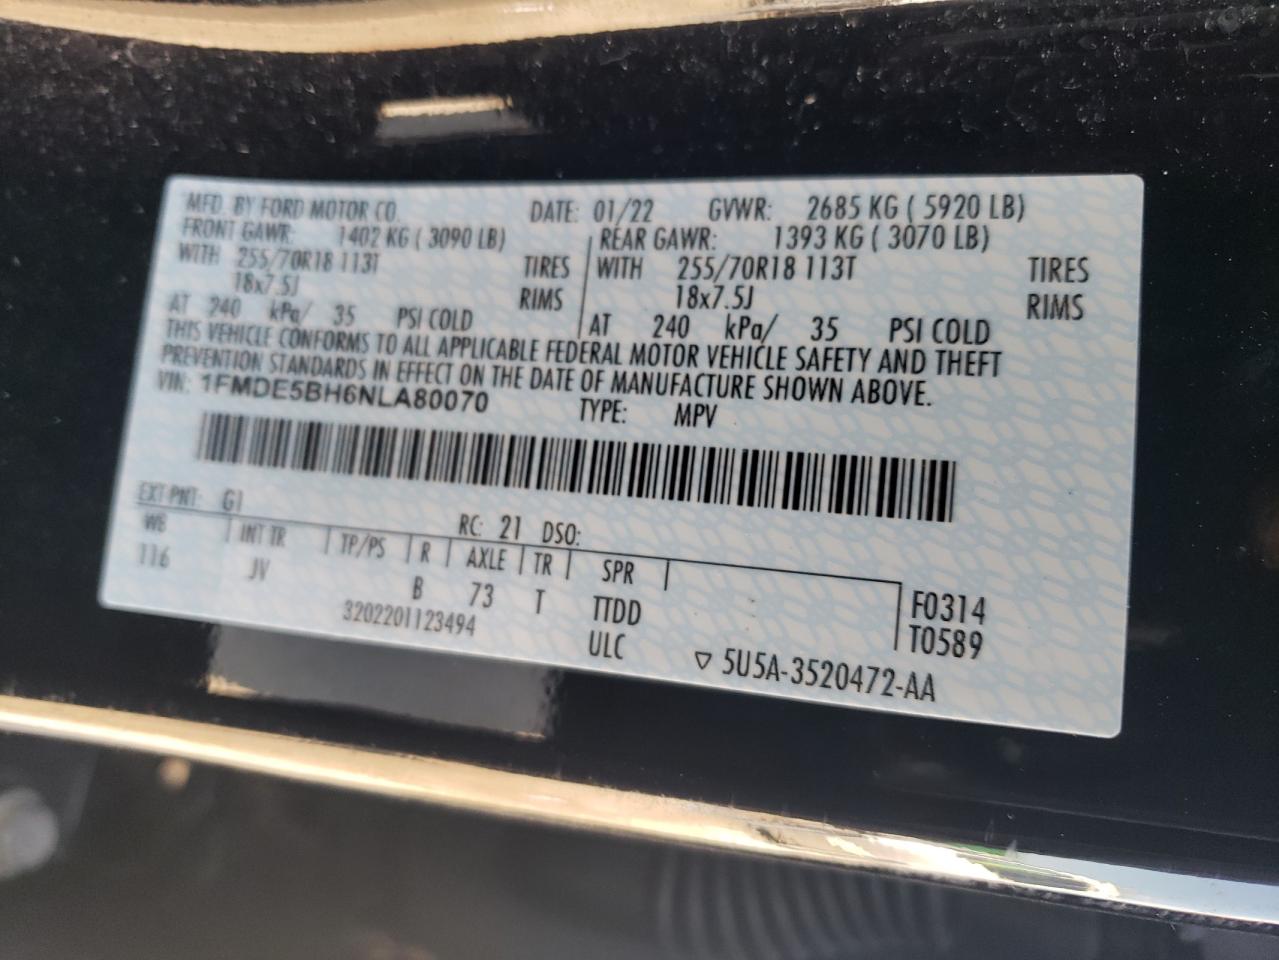 MFD. BY FORD MOTOR CO. DATE: 01/22 GVWR: 2685 KG ( 5920 LB)
FRONT GAWR: 1402 KG ( 3090 LB) REAR GAWR: 1393 KG ( 3070 LB)
WITH 255/70R18 113T TIRES WITH 255/70R18 113T TIRES
18x7.5J RIMS 18x7.5J RIMS
AT 240 kPa/ 35 PSI COLD AT 240 kPa/ 35 PSI COLD
THIS VEHICLE CONFORMS TO ALL APPLICABLE FEDERAL MOTOR VEHICLE SAFETY AND THEFT
PREVENTION STANDARDS IN EFFECT ON THE DATE OF MANUFACTURE SHOWN ABOVE.
VIN: 1FMDE5BH6NLA80070 TYPE: MPV
EXT PNT: G1 RC: 21 DSO:
WB INT TR TP/PS R AXLE TR SPR
116 JV B 73 T TTDD F0314
3202201123494 ULC T0589
▽ 5U5A-3520472-AA